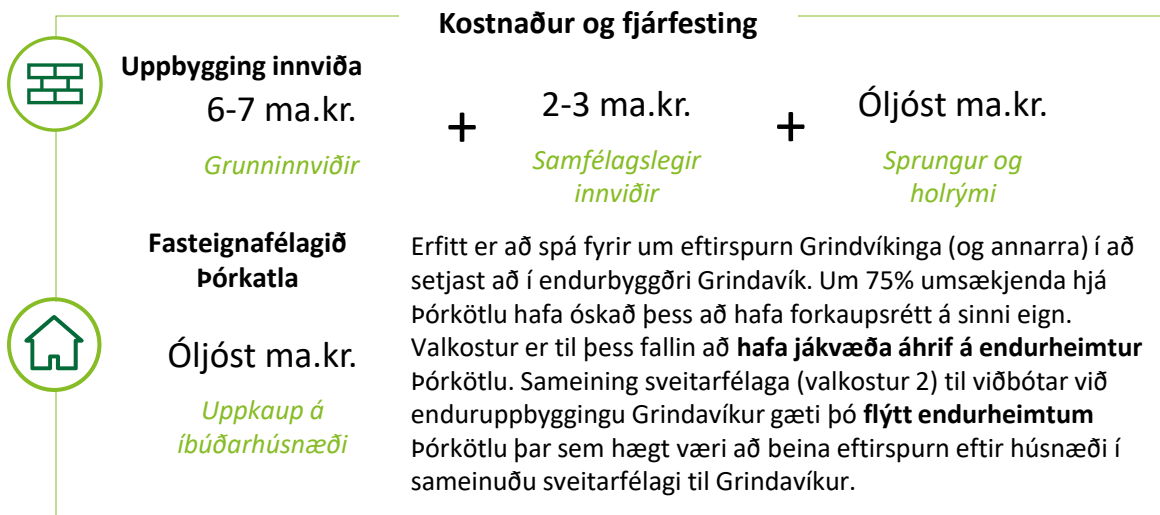 Kostnaður og fjárfesting
Uppbygging innviða
6-7 ma.kr.
Grunninnviðir
+
2-3 ma.kr.
Samfélagslegir
innviðir
+
Óljóst ma.kr.
Sprungur og
holrými
Fasteignafélagið
Þórkatla
Óljóst ma.kr.
Uppkaup á
íbúðarhúsnæði
Erfitt er að spá fyrir um eftirspurn Grindvíkinga (og annarra) í að
setjast að í endurbyggðri Grindavík. Um 75% umsækjenda hjá
Þórkötlu hafa óskað þess að hafa forkaupsrétt á sinni eign.
Valkostur er til þess fallin að hafa jákvæða áhrif á endurheimtur
Þórkötlu. Sameining sveitarfélaga (valkostur 2) til viðbótar við
enduruppbyggingu Grindavíkur gæti þó flýtt endurheimtum
Þórkötlu þar sem hægt væri að beina eftirspurn eftir húsnæði í
sameinuðu sveitarfélagi til Grindavíkur.